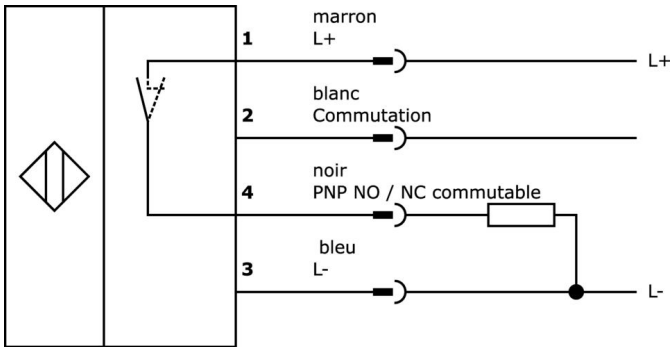 marron
1 L+ L+
blanc
2 Commutation
noir
4 PNP NO / NC commutable
bleu
3 L- L-